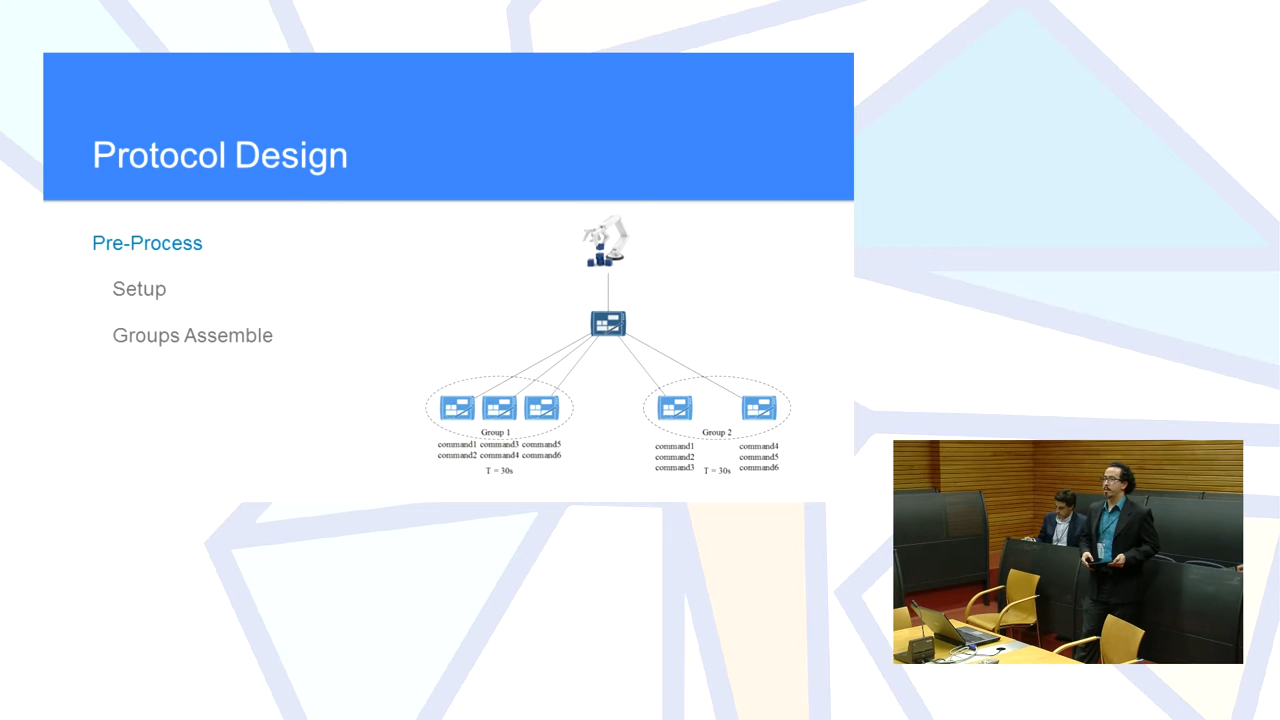 Protocol Design
Pre-Process
Setup
Groups Assemble
Group 1
command1 command3 command5
command2 command4 command6
T = 30s
Group 2
command1 command4
command2 command5
command3 T = 30s command6